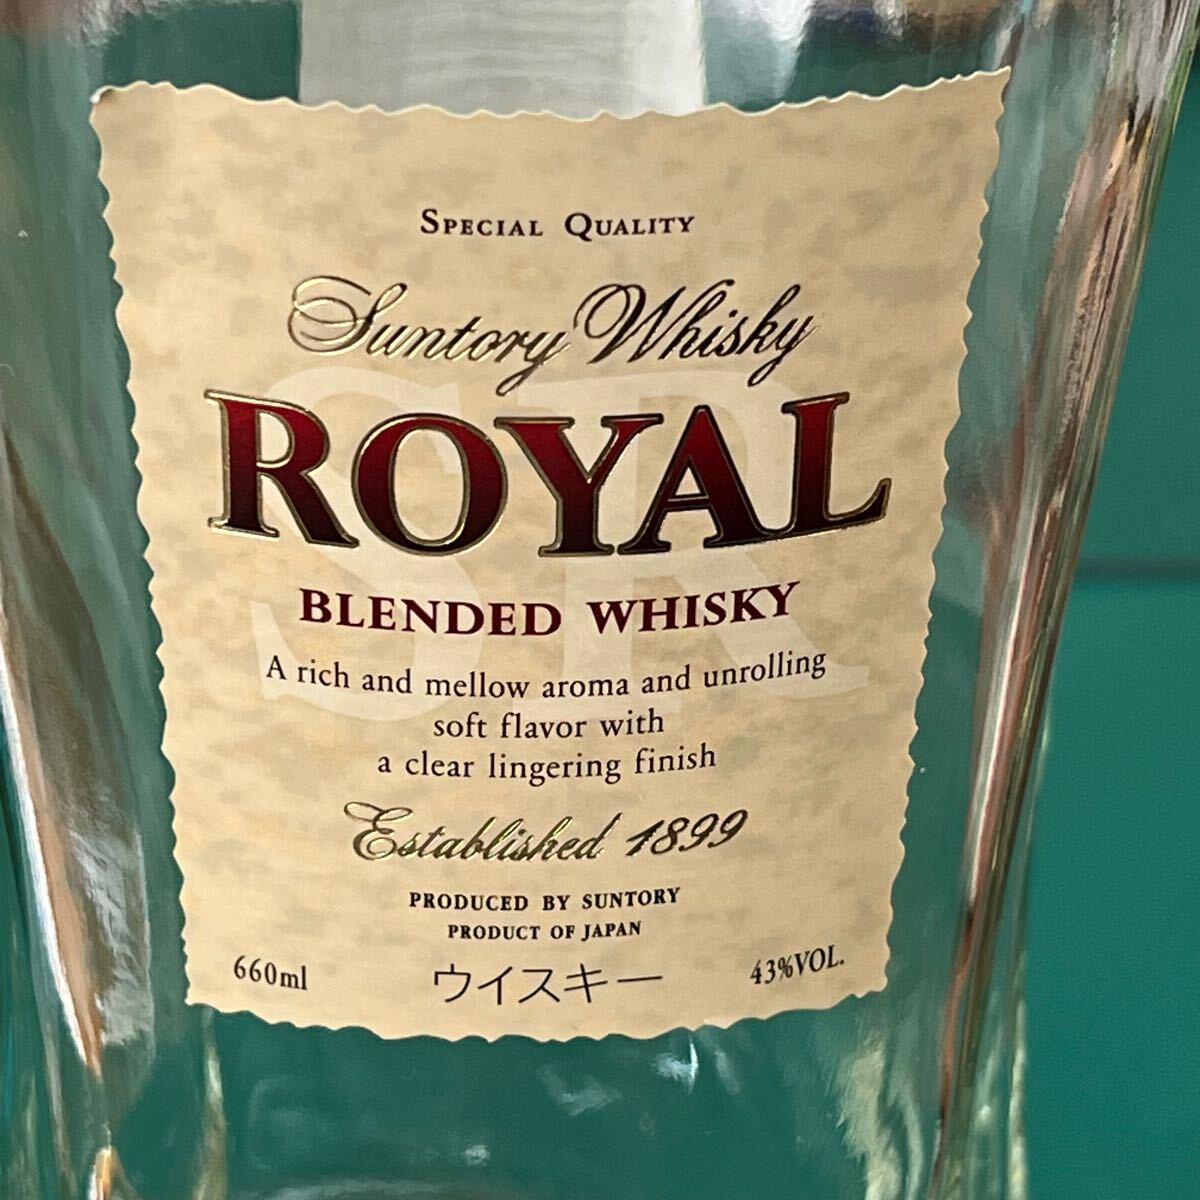 SPECIAL QUALITY
Suntory Whisky
SR
ROYAL
BLENDED WHISKY
A rich and mellow aroma and unrolling
soft flavor with
a clear lingering finish
Established 1899
PRODUCED BY SUNTORY
PRODUCT OF JAPAN
660ml ウイスキー 43%VOL.